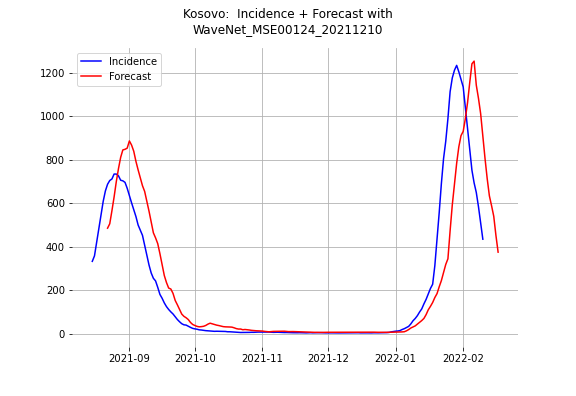 Kosovo:  Incidence + Forecast with
WaveNet_MSE00124_20211210
Incidence
Forecast
1200
1000
800
600
400
200
0
2021-09 2021-10 2021-11 2021-12 2022-01 2022-02